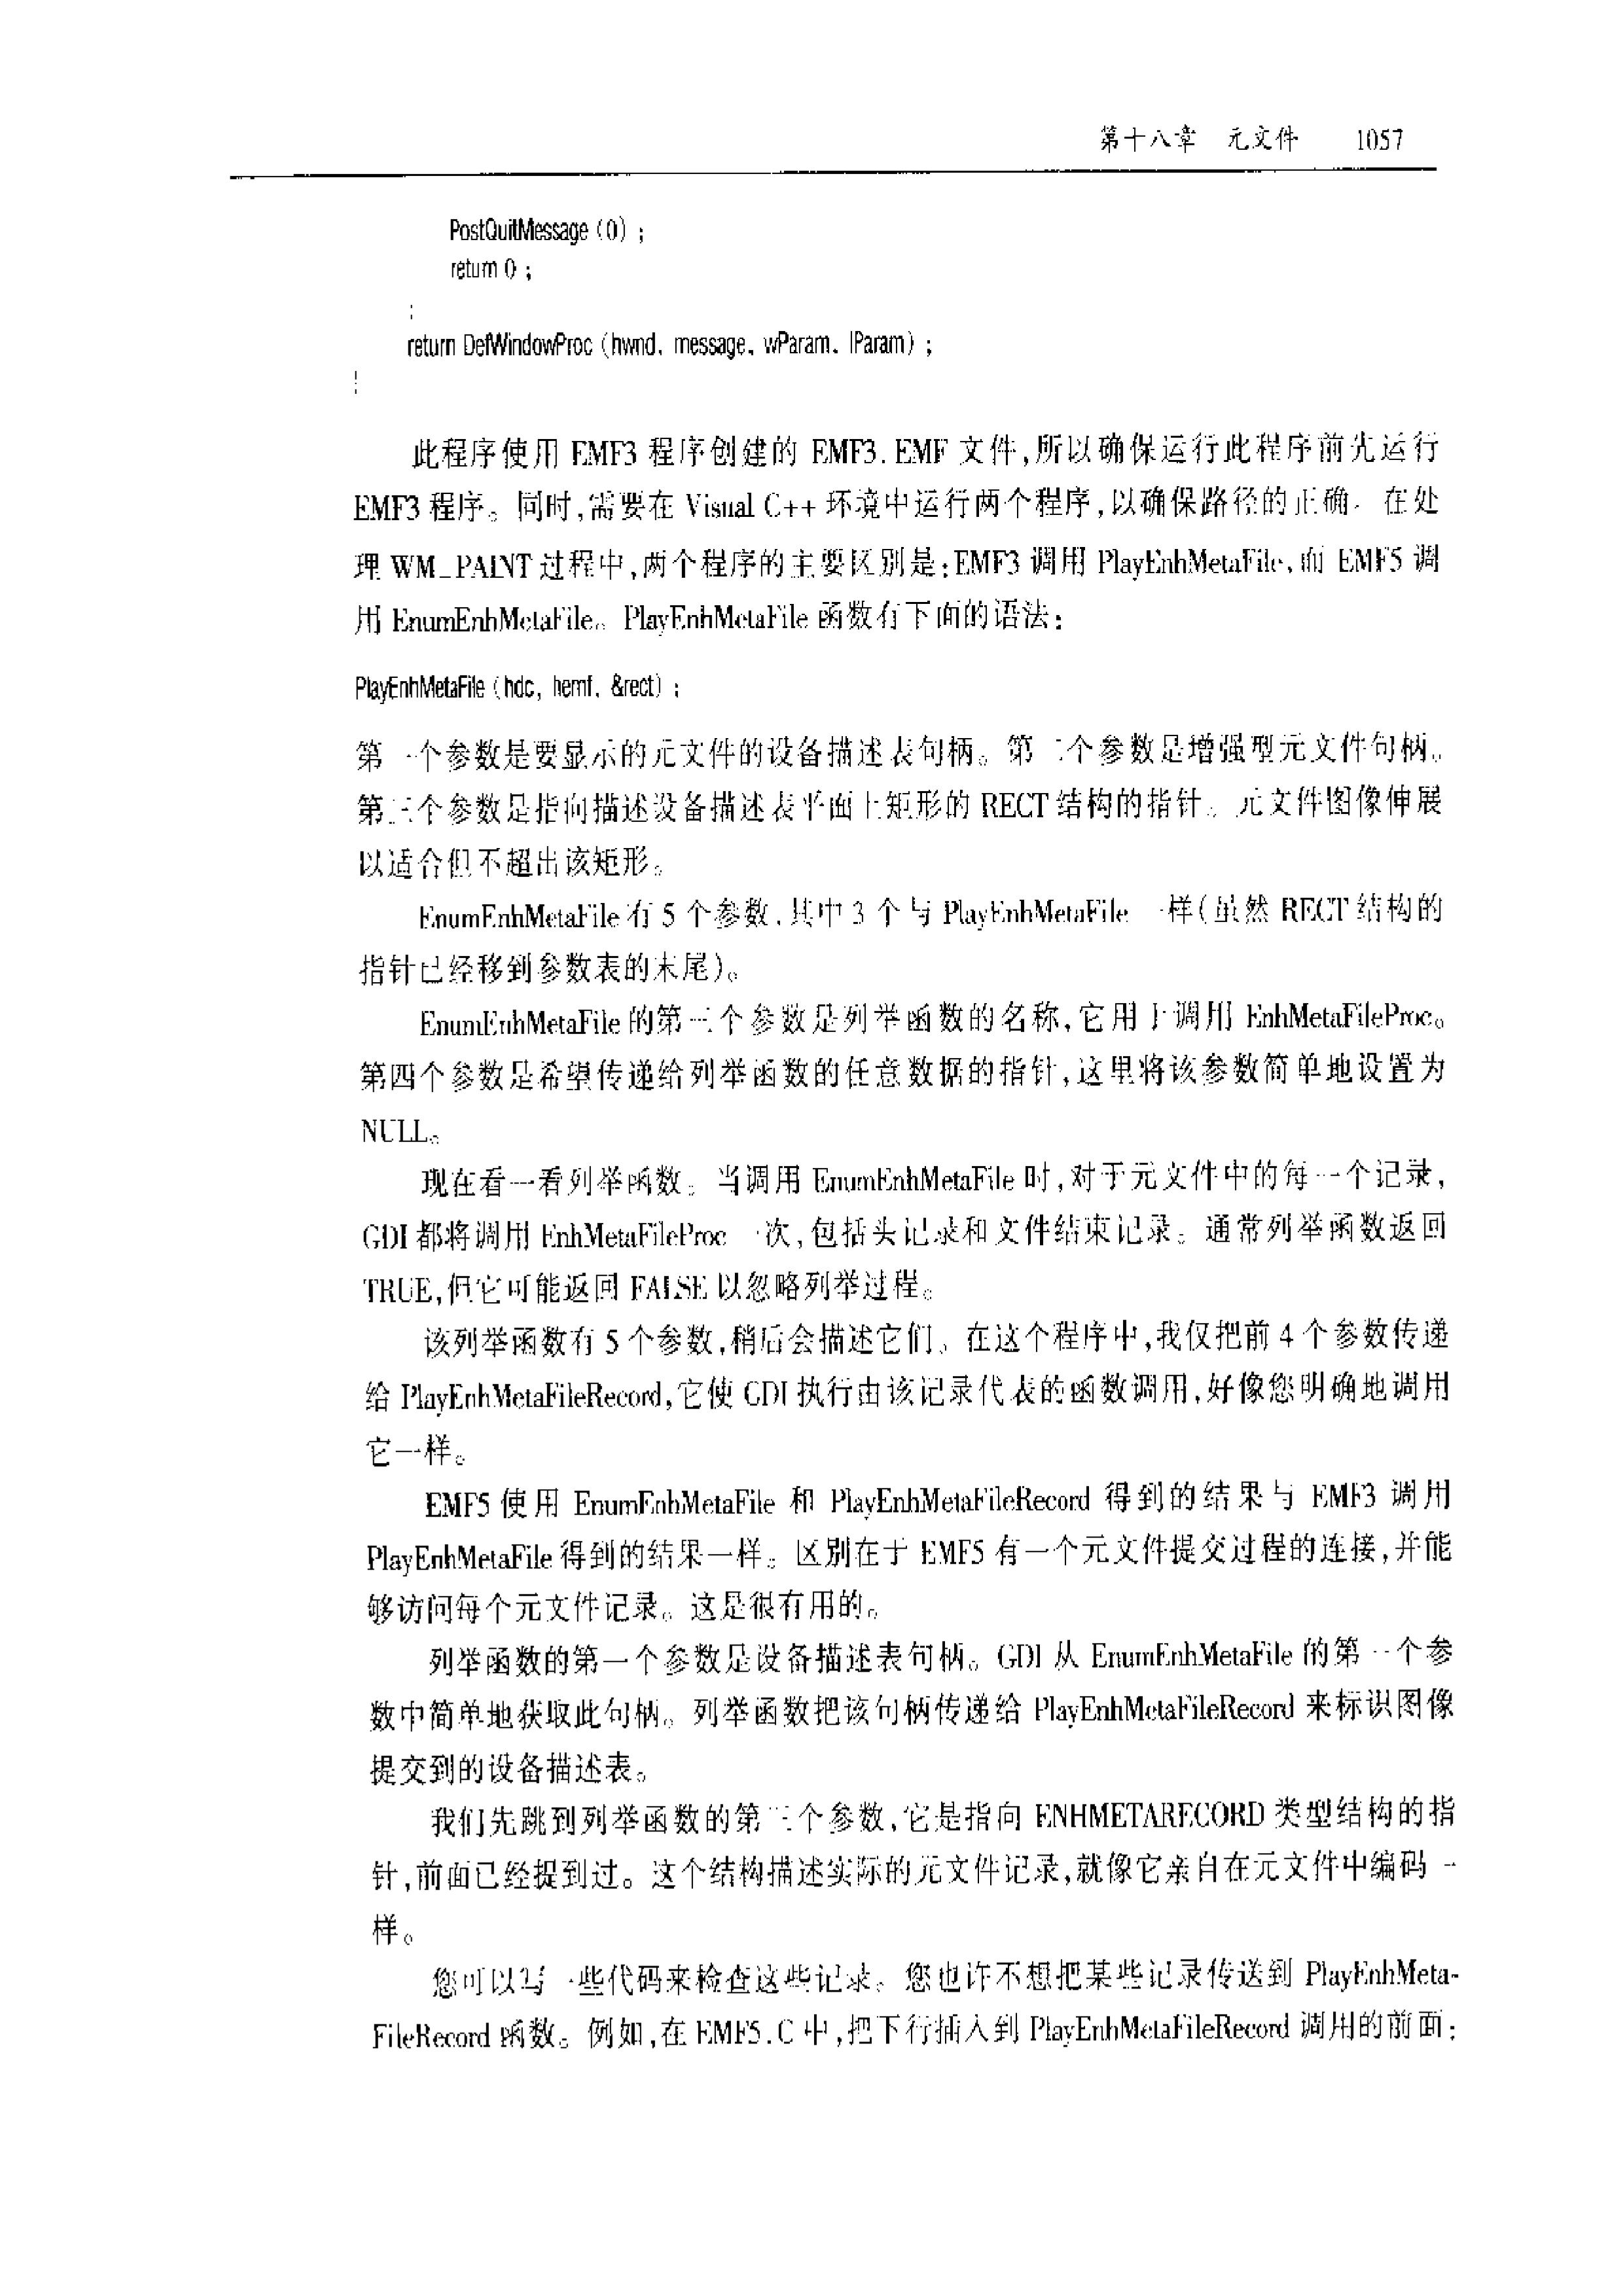 第十八章 元文件 1057
PostQuitMessage (0) ;
return 0 ;
}
return DefWindowProc (hwnd, message, wParam, lParam) ;
}
此程序使用 EMF3 程序创建的 EMF3.EMF 文件,所以确保运行此程序前先运行
EMF3 程序。同时,需要在 Visual C++ 环境中运行两个程序,以确保路径的正确。在处
理 WM_PAINT 过程中,两个程序的主要区别是:EMF3 调用 PlayEnhMetaFile,而 EMF5 调
用 EnumEnhMetaFile。PlayEnhMetaFile 函数有下面的语法:
PlayEnhMetaFile (hdc, hemf, &rect) ;
第一个参数是要显示的元文件的设备描述表句柄。第二个参数是增强型元文件句柄。
第三个参数是指向描述设备描述表平面上矩形的 RECT 结构的指针。元文件图像伸展
以适合但不超出该矩形。
EnumEnhMetaFile 有 5 个参数,其中 3 个与 PlayEnhMetaFile 一样(虽然 RECT 结构的
指针已经移到参数表的末尾)。
EnumEnhMetaFile 的第三个参数是列举函数的名称,它用于调用 EnhMetaFileProc。
第四个参数是希望传递给列举函数的任意数据的指针,这里将该参数简单地设置为
NULL。
现在看一看列举函数。当调用 EnumEnhMetaFile 时,对于元文件中的每一个记录,
GDI 都将调用 EnhMetaFileProc 一次,包括头记录和文件结束记录。通常列举函数返回
TRUE,但它可能返回 FALSE 以忽略列举过程。
该列举函数有 5 个参数,稍后会描述它们。在这个程序中,我仅把前 4 个参数传递
给 PlayEnhMetaFileRecord,它使 GDI 执行由该记录代表的函数调用,好像您明确地调用
它一样。
EMF5 使用 EnumEnhMetaFile 和 PlayEnhMetaFileRecord 得到的结果与 EMF3 调用
PlayEnhMetaFile 得到的结果一样。区别在于 EMF5 有一个元文件提交过程的连接,并能
够访问每个元文件记录。这是很有用的。
列举函数的第一个参数是设备描述表句柄。GDI 从 EnumEnhMetaFile 的第一个参
数中简单地获取此句柄。列举函数把该句柄传递给 PlayEnhMetaFileRecord 来标识图像
提交到的设备描述表。
我们先跳到列举函数的第三个参数,它是指向 ENHMETARECORD 类型结构的指
针,前面已经提到过。这个结构描述实际的元文件记录,就像它亲自在元文件中编码一
样。
您可以写一些代码来检查这些记录。您也许不想把某些记录传送到 PlayEnhMeta-
FileRecord 函数。例如,在 EMF5.C 中,把下行插入到 PlayEnhMetaFileRecord 调用的前面: